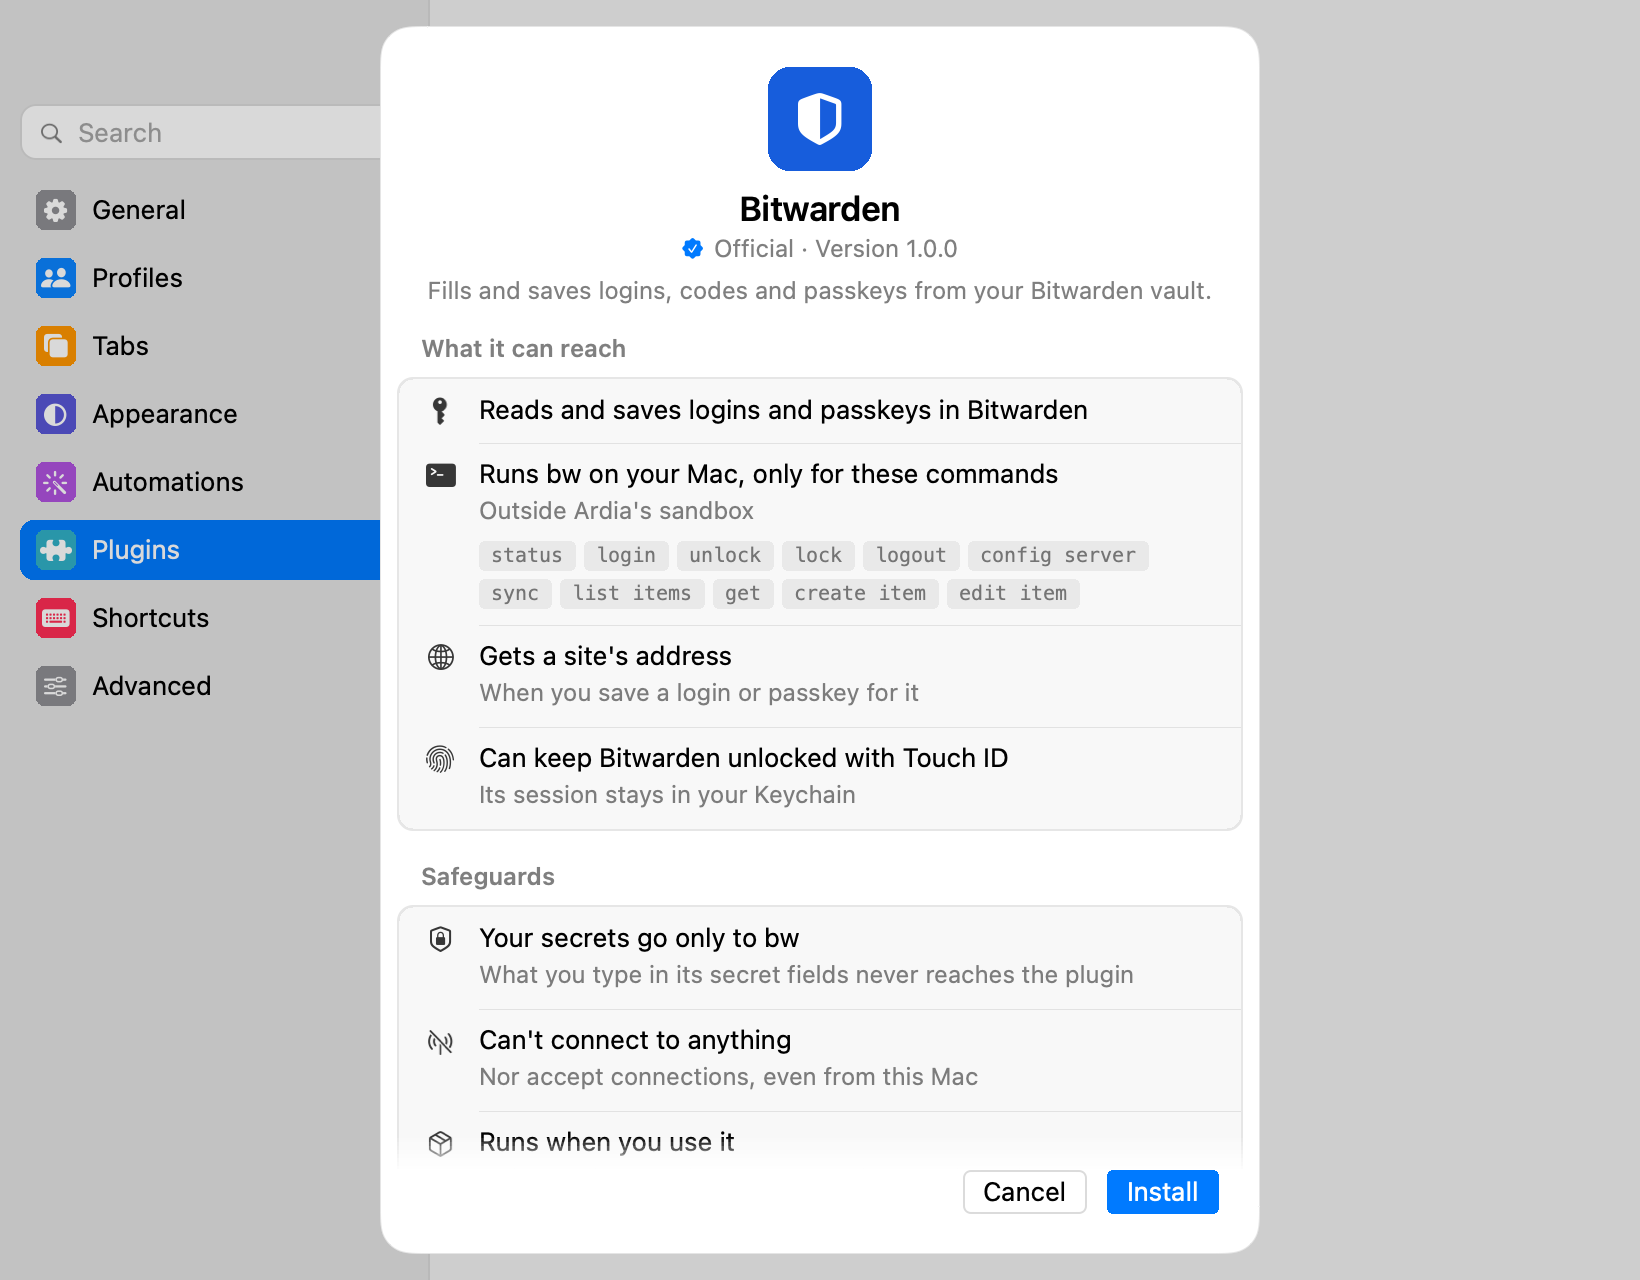 Search
General
Profiles
Tabs
Appearance
Automations
Plugins
Shortcuts
Advanced
Bitwarden
Official · Version 1.0.0
Fills and saves logins, codes and passkeys from your Bitwarden vault.
What it can reach
Reads and saves logins and passkeys in Bitwarden
Runs bw on your Mac, only for these commands
Outside Ardia's sandbox
status login unlock lock logout config server
sync list items get create item edit item
Gets a site's address
When you save a login or passkey for it
Can keep Bitwarden unlocked with Touch ID
Its session stays in your Keychain
Safeguards
Your secrets go only to bw
What you type in its secret fields never reaches the plugin
Can't connect to anything
Nor accept connections, even from this Mac
Runs when you use it
Cancel Install